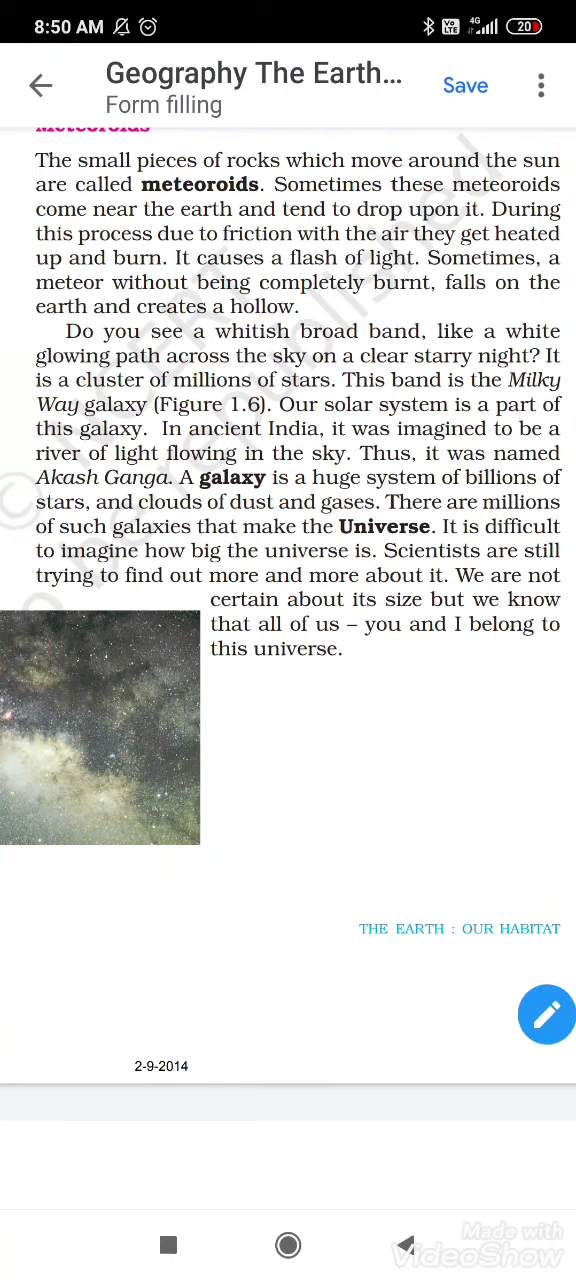 8:50 AM
Vo LTE 4G 20
Geography The Earth...
Save
Form filling
Meteoroids
The small pieces of rocks which move around the sun
are called meteoroids. Sometimes these meteoroids
come near the earth and tend to drop upon it. During
this process due to friction with the air they get heated
up and burn. It causes a flash of light. Sometimes, a
meteor without being completely burnt, falls on the
earth and creates a hollow.
Do you see a whitish broad band, like a white
glowing path across the sky on a clear starry night? It
is a cluster of millions of stars. This band is the Milky
Way galaxy (Figure 1.6). Our solar system is a part of
this galaxy. In ancient India, it was imagined to be a
river of light flowing in the sky. Thus, it was named
Akash Ganga. A galaxy is a huge system of billions of
stars, and clouds of dust and gases. There are millions
of such galaxies that make the Universe. It is difficult
to imagine how big the universe is. Scientists are still
trying to find out more and more about it. We are not
certain about its size but we know
that all of us – you and I belong to
this universe.
© NCERT
o be republished
THE EARTH : OUR HABITAT
2-9-2014
Made with
VideoShow